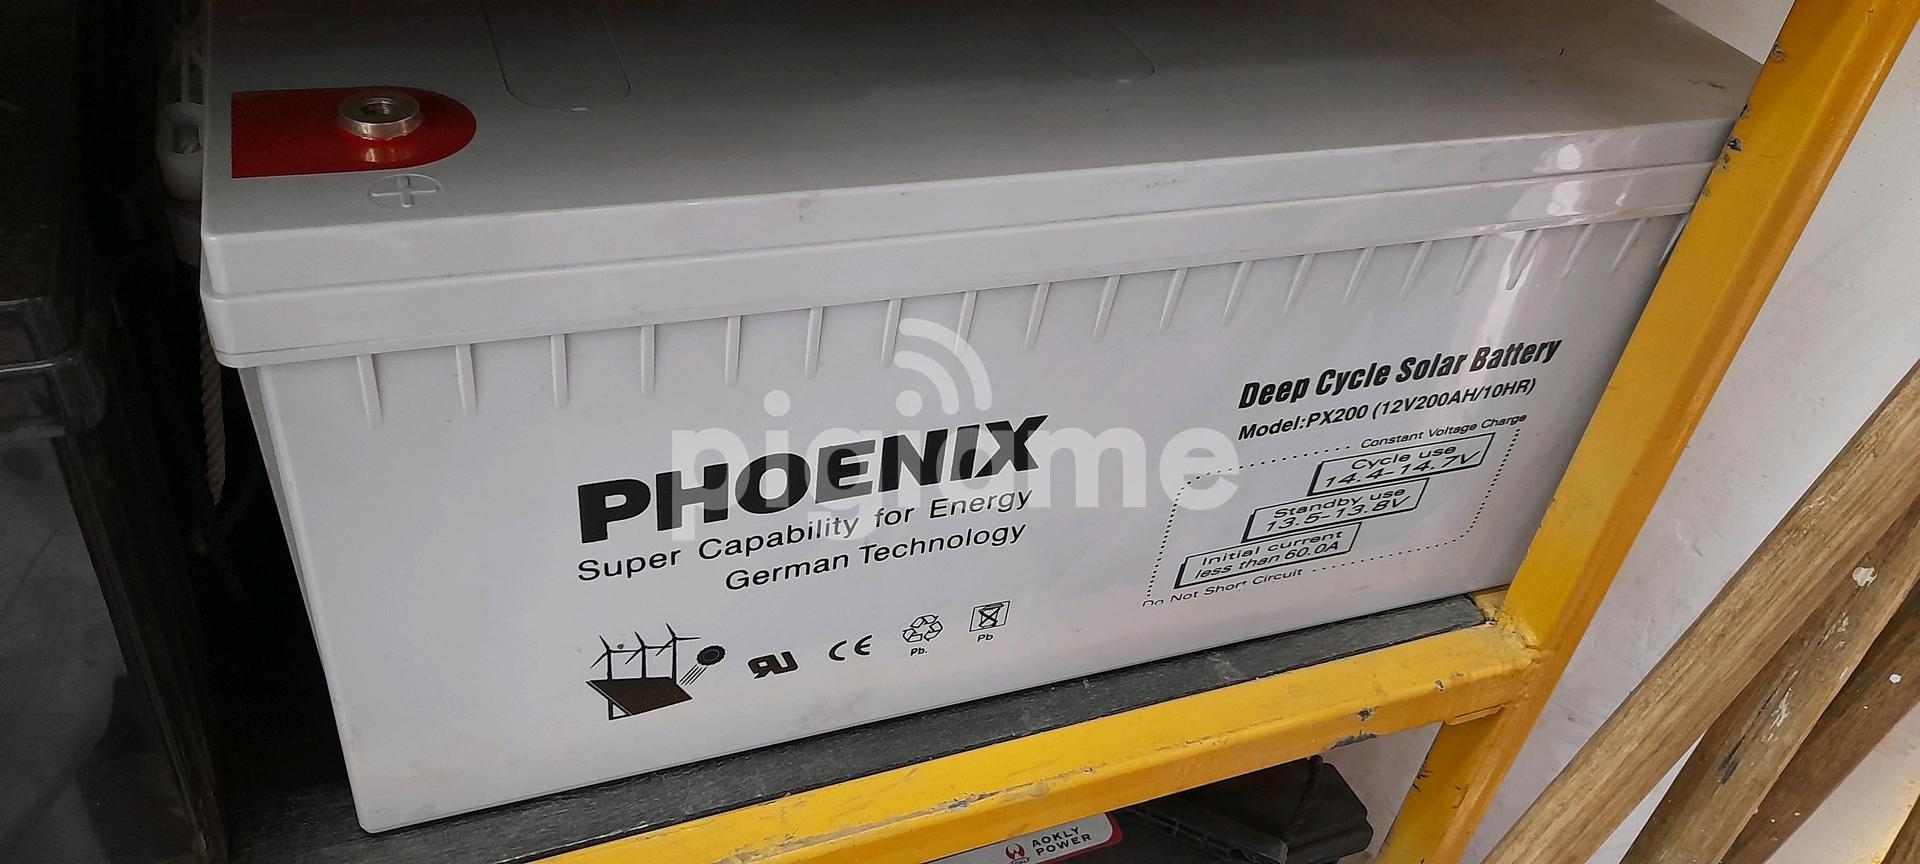 PHOENIX
Super Capability for Energy
German Technology
CE
Pb.
Pb
Deep Cycle Solar Battery
Model:PX200 (12V200AH/10HR)
Constant Voltage Charge
Cycle use
14.4-14.7V
Standby use
13.5-13.8V
Initial current
less than 60.0A
Do Not Short Circuit
pigiame
AOKLY
POWER